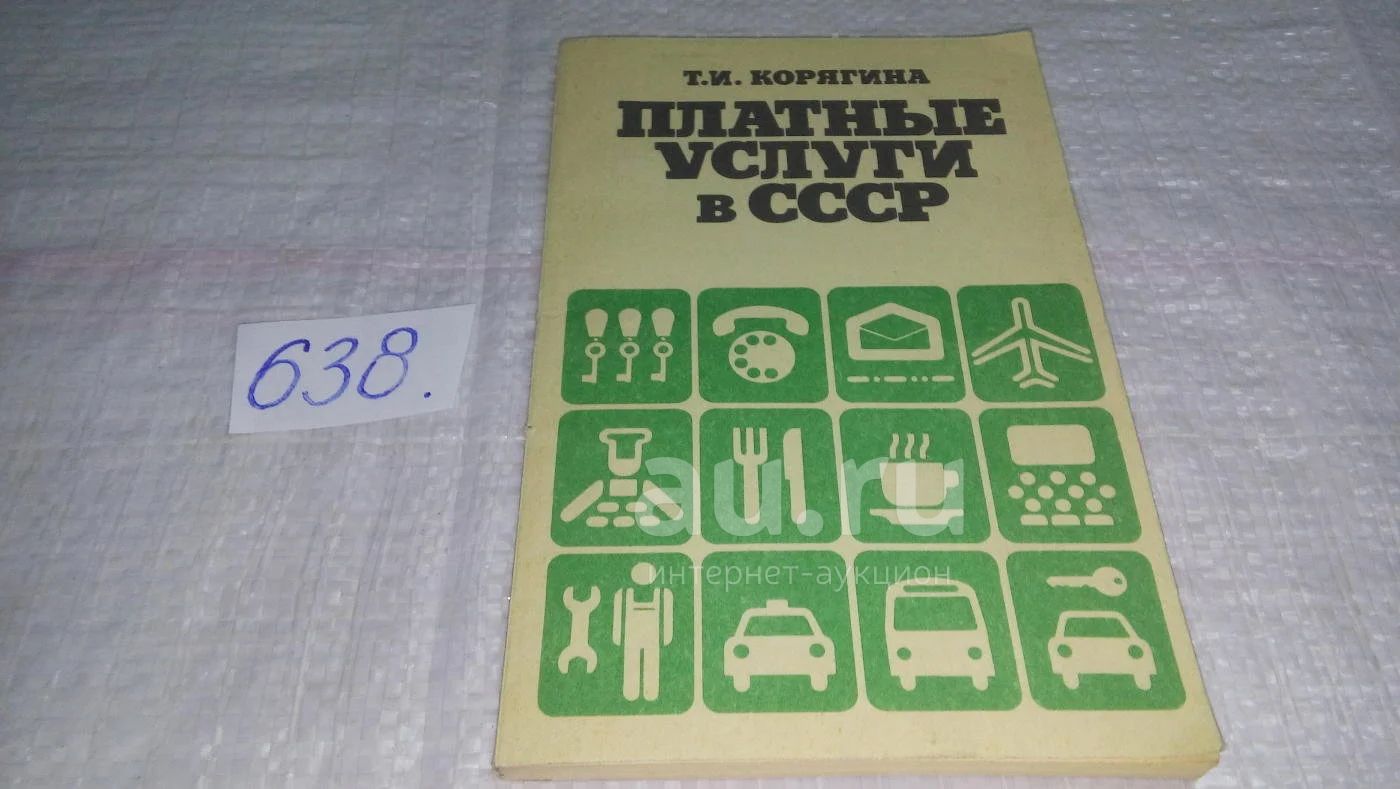 Т.И. КОРЯГИНА
ПЛАТНЫЕ
УСЛУГИ
В СССР
638.
au.ru
интернет-аукцион